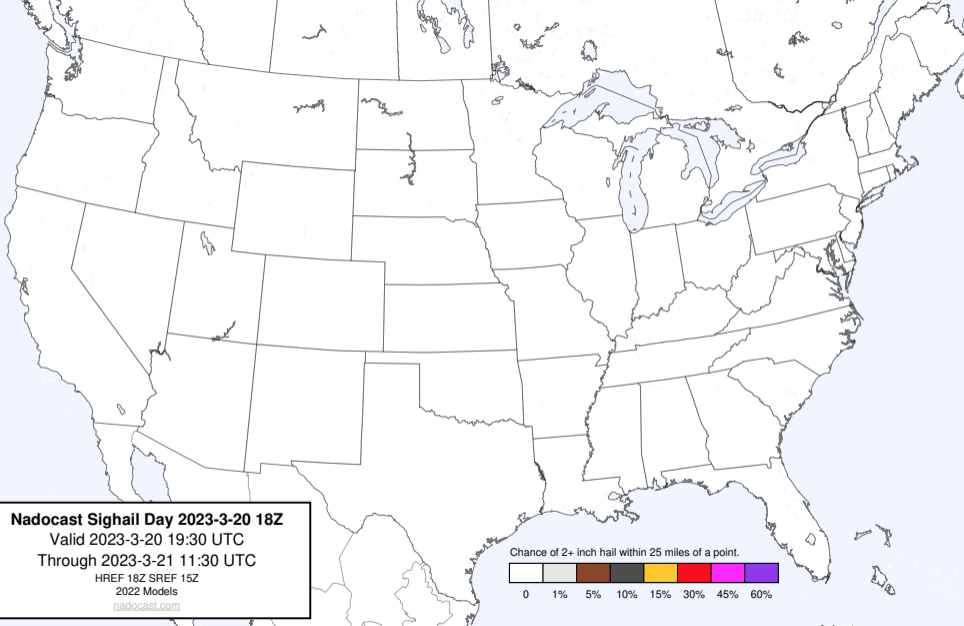 Nadocast Sighail Day 2023-3-20 18Z
Valid 2023-3-20 19:30 UTC
Through 2023-3-21 11:30 UTC
HREF 18Z SREF 15Z
2022 Models
nadocast.com
Chance of 2+ inch hail within 25 miles of a point.
0 1% 5% 10% 15% 30% 45% 60%